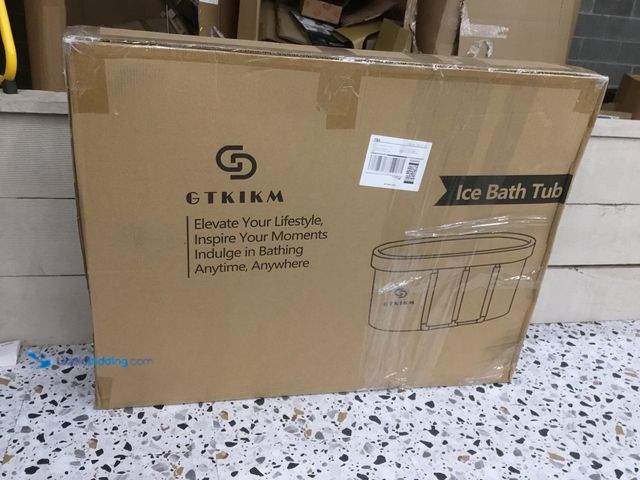 GTKIKM
Elevate Your Lifestyle,
Inspire Your Moments
Indulge in Bathing
Anytime, Anywhere
Ice Bath Tub
GTKIKM